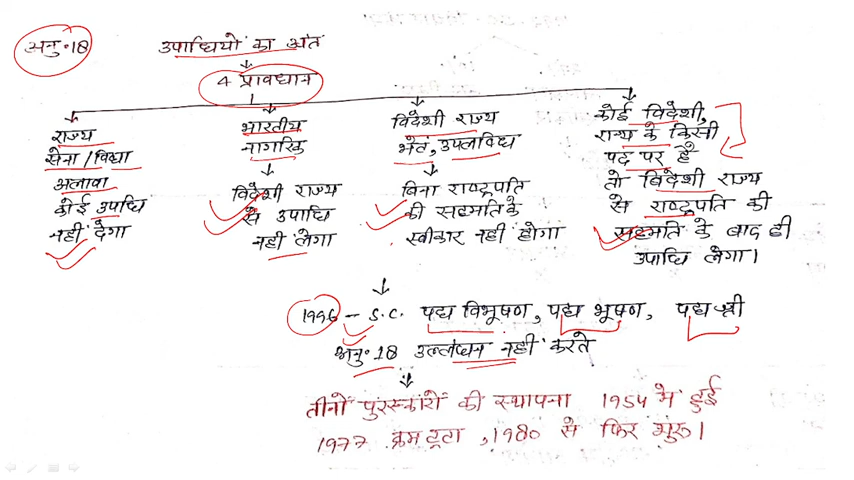 अनु॰ 18
उपाधियों का अंत
4 प्रावधान
राज्य
सेना / विद्या
अलावा
कोई उपाधि
नहीं देगा
भारतीय
नागरिक
विदेशी राज्य
से उपाधि
नहीं लेगा
विदेशी राज्य
भेंट, उपलब्धि
बिना राष्ट्रपति
की सहमति के
स्वीकार नहीं होगा
कोई विदेशी,
राज्य के किसी
पद पर हैं
तो विदेशी राज्य
से राष्ट्रपति की
सहमति के बाद ही
उपाधि लेगा।
1996 – S.C. पद्म विभूषण, पद्म भूषण, पद्म श्री
अनु॰ 18 उल्लंघन नहीं करते
तीनों पुरस्कारों की स्थापना 1954 में हुई
1977 क्रम टूटा, 1980 से फिर शुरू।